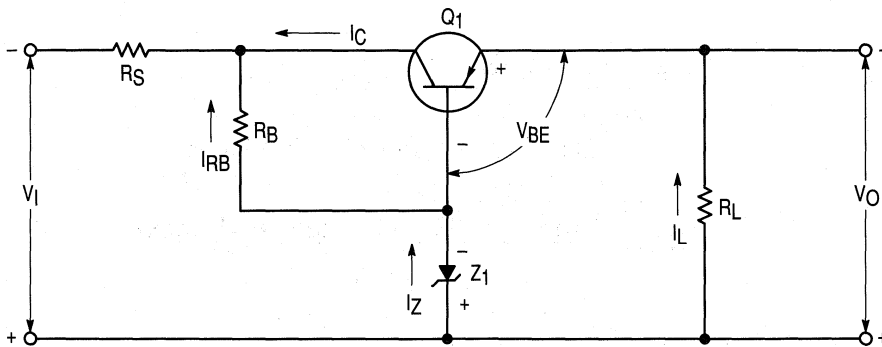 Q1
IC
- RS
+
-
RB
IRB
VBE
-
VI
RL
VO
IL
-
Z1
IZ
+
+